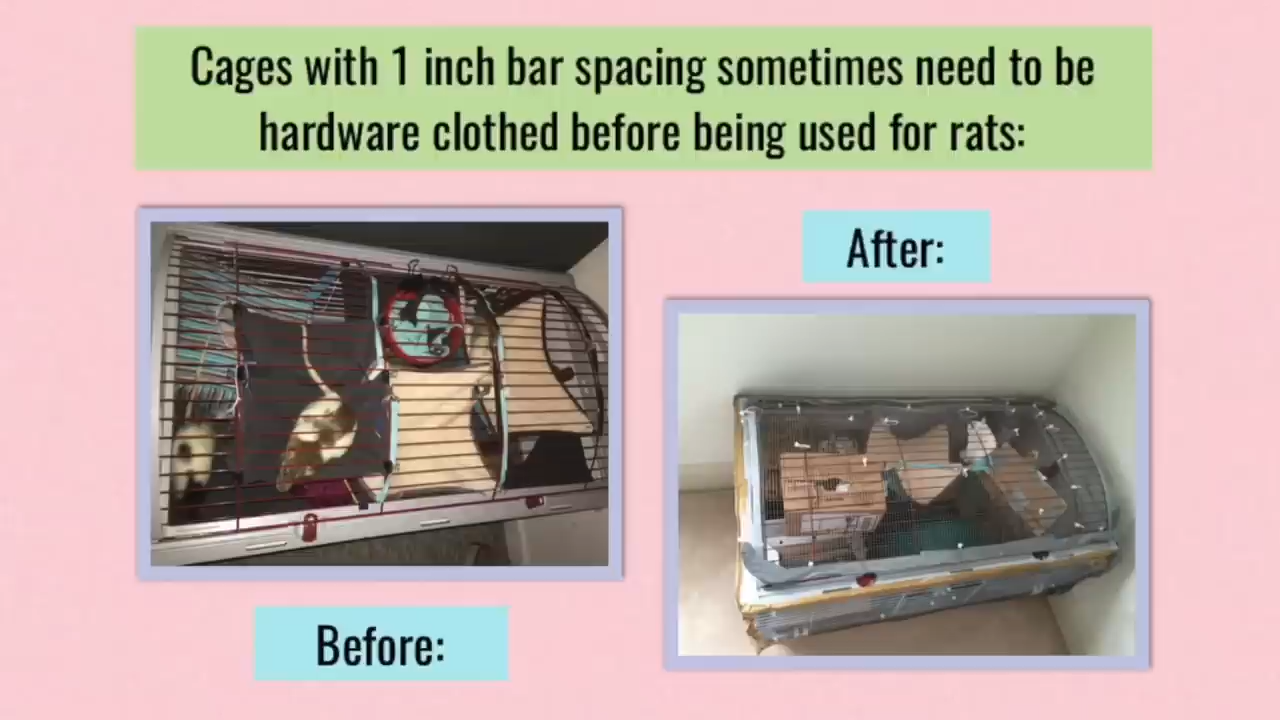 Cages with 1 inch bar spacing sometimes need to be
hardware clothed before being used for rats:
After:
Before: